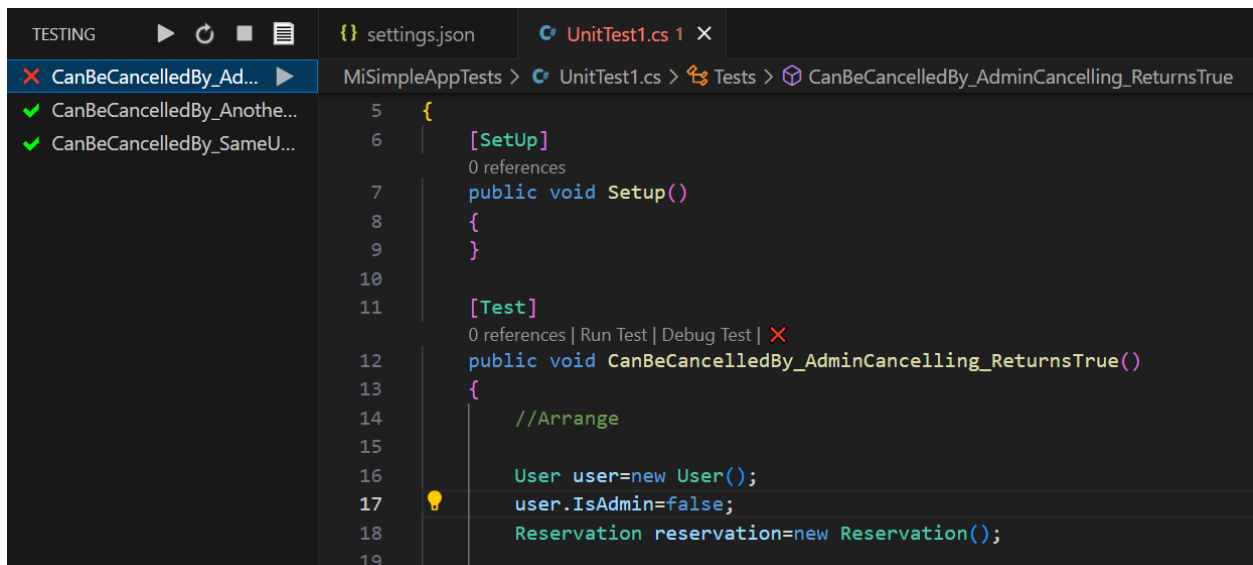 TESTING
CanBeCancelledBy_Ad...
CanBeCancelledBy_Anothe...
CanBeCancelledBy_SameU...
{} settings.json
C# UnitTest1.cs 1 ×
MiSimpleAppTests > C# UnitTest1.cs > Tests > CanBeCancelledBy_AdminCancelling_ReturnsTrue
5 {
6 [SetUp]
0 references
7 public void Setup()
8 {
9 }
10
11 [Test]
0 references | Run Test | Debug Test | ❌
12 public void CanBeCancelledBy_AdminCancelling_ReturnsTrue()
13 {
14 //Arrange
15
16 User user=new User();
17 user.IsAdmin=false;
18 Reservation reservation=new Reservation();
19